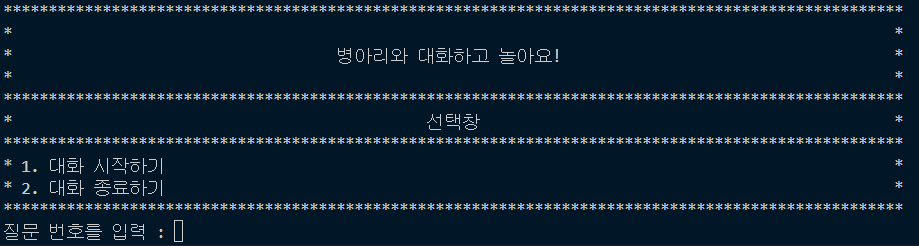 ****************************************************************************************************
*                                                                                                  *
*                                    병아리와 대화하고 놀아요!                                     *
*                                                                                                  *
****************************************************************************************************
*                                              선택창                                              *
****************************************************************************************************
* 1. 대화 시작하기                                                                                 *
* 2. 대화 종료하기                                                                                 *
****************************************************************************************************
질문 번호를 입력 :